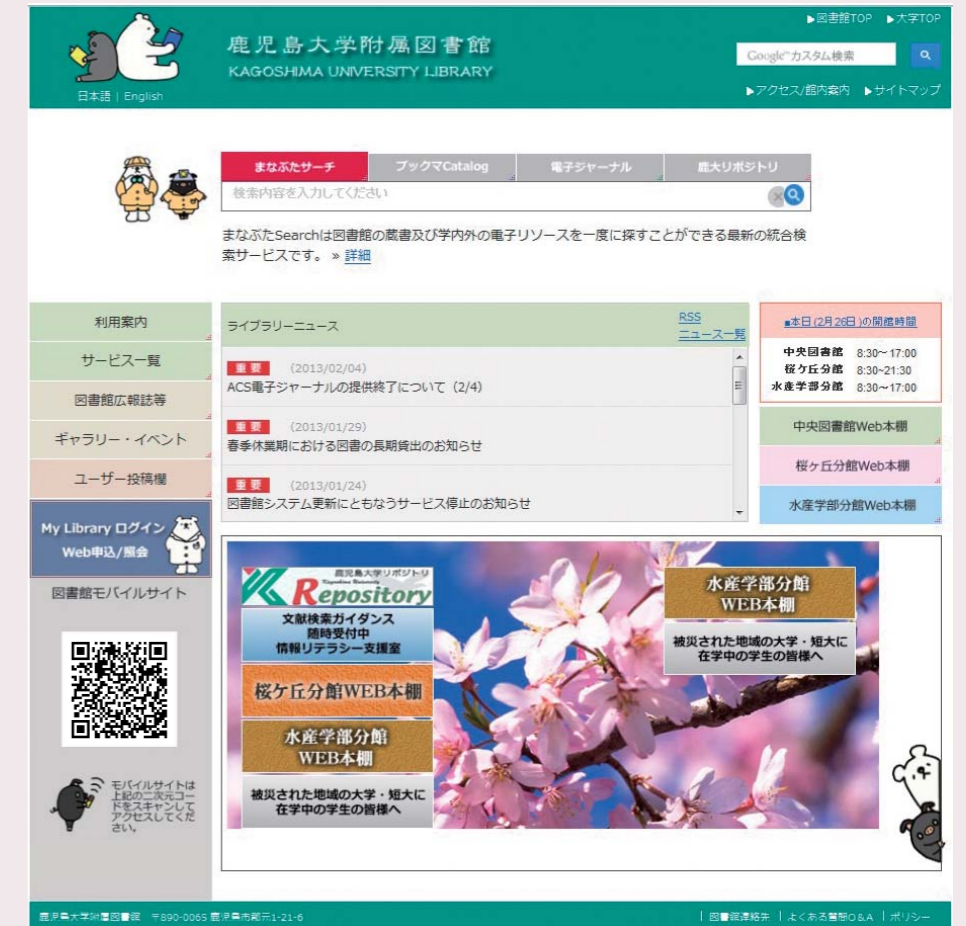 ▶図書館TOP ▶大学TOP
鹿児島大学附属図書館
KAGOSHIMA UNIVERSITY LIBRARY
Google™カスタム検索
日本語 | English
▶アクセス/館内案内 ▶サイトマップ
まなぶたサーチ ブックマCatalog 電子ジャーナル 鹿大リポジトリ
検索内容を入力してください
まなぶたSearchは図書館の蔵書及び学内外の電子リソースを一度に探すことができる最新の統合検
索サービスです。 » 詳細
利用案内
サービス一覧
図書館広報誌等
ギャラリー・イベント
ユーザー投稿欄
My Library ログイン
Web申込/照会
図書館モバイルサイト
モバイルサイトは
上記の二次元コー
ドをスキャンして
アクセスしてくだ
さい。
ライブラリーニュース
RSS
ニュース一覧
重要 (2013/02/04)
ACS電子ジャーナルの提供終了について（2/4）
重要 (2013/01/29)
春季休業期における図書の長期貸出のお知らせ
重要 (2013/01/24)
図書館システム更新にともなうサービス停止のお知らせ
■本日(2月26日)の開館時間
中央図書館 8:30～17:00
桜ケ丘分館 8:30~21:30
水産学部分館 8:30～17:00
中央図書館Web本棚
桜ヶ丘分館Web本棚
水産学部分館Web本棚
鹿児島大学リポジトリ
Kagoshima University
Repository
文献検索ガイダンス
随時受付中
情報リテラシー支援室
桜ケ丘分館WEB本棚
水産学部分館
WEB本棚
被災された地域の大学・短大に
在学中の学生の皆様へ
水産学部分館
WEB本棚
被災された地域の大学・短大に
在学中の学生の皆様へ
鹿児島大学附属図書館 〒890-0065 鹿児島市郡元1-21-6
| 図書館連絡先 | よくある質問Q&A | ポリシー